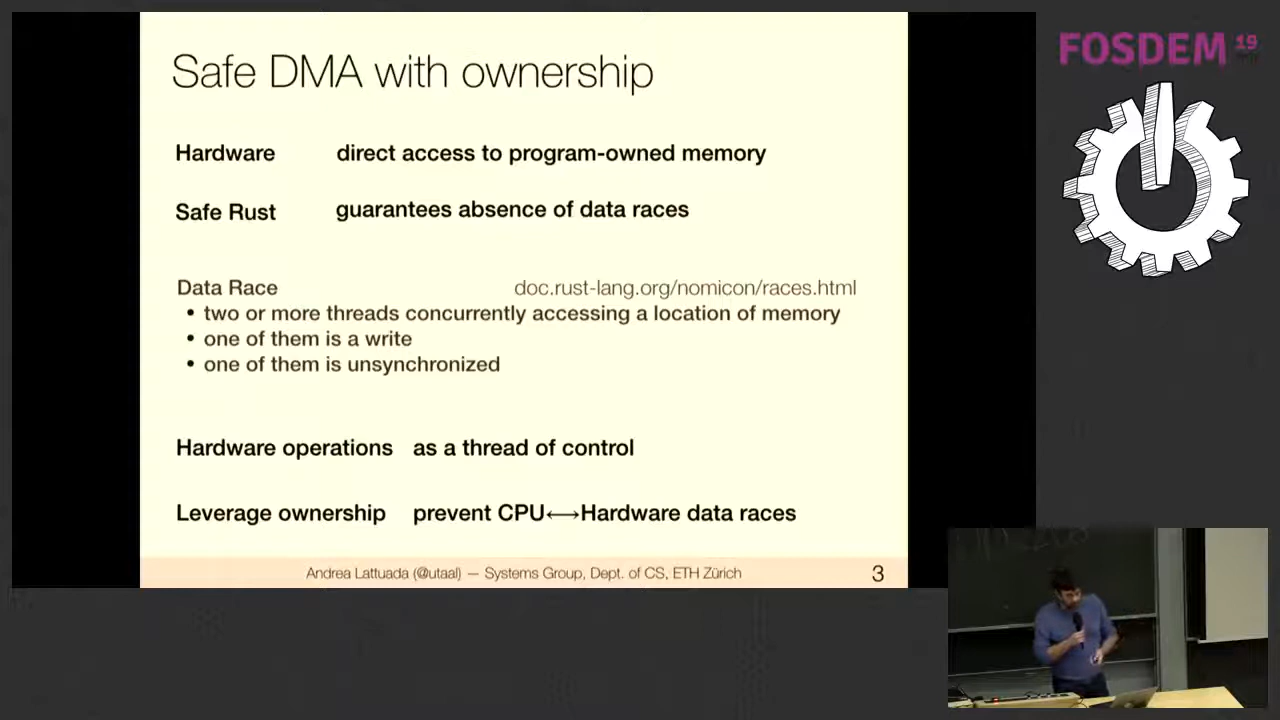 Safe DMA with ownership
Hardware direct access to program-owned memory
Safe Rust guarantees absence of data races
Data Race doc.rust-lang.org/nomicon/races.html
• two or more threads concurrently accessing a location of memory
• one of them is a write
• one of them is unsynchronized
Hardware operations as a thread of control
Leverage ownership prevent CPU⟷Hardware data races
Andrea Lattuada (@utaal) — Systems Group, Dept. of CS, ETH Zürich 3
FOSDEM 19